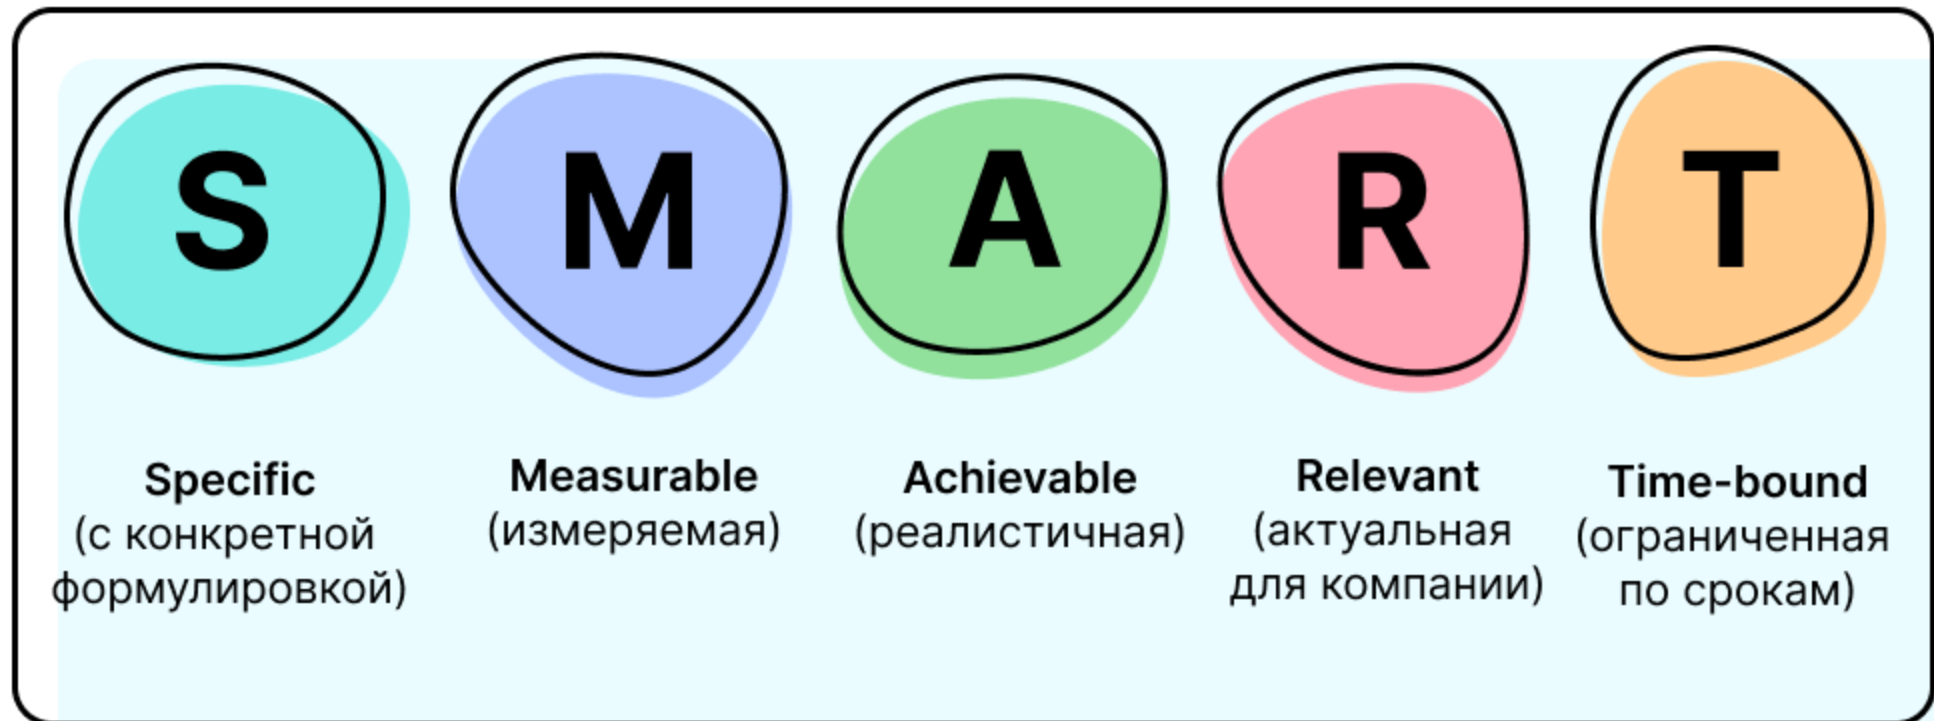 S
M
A
R
T
Specific
(с конкретной
формулировкой)
Measurable
(измеряемая)
Achievable
(реалистичная)
Relevant
(актуальная
для компании)
Time-bound
(ограниченная
по срокам)